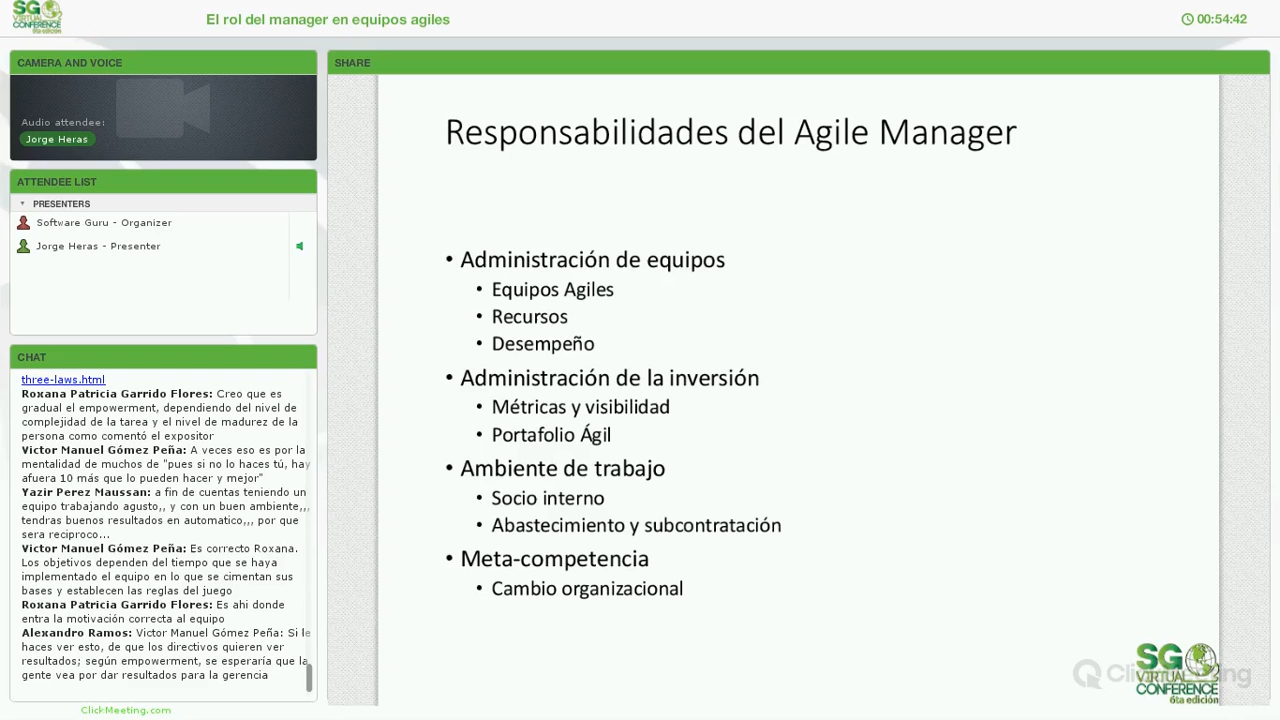 SG
VIRTUAL
CONFERENCE
6ta edición
El rol del manager en equipos agiles
00:54:42
CAMERA AND VOICE
Audio attendee:
Jorge Heras
ATTENDEE LIST
PRESENTERS
Software Guru - Organizer
Jorge Heras - Presenter
CHAT
three-laws.html
Roxana Patricia Garrido Flores: Creo que es
gradual el empowerment, dependiendo del nivel de
complejidad de la tarea y el nivel de madurez de la
persona como comentó el expositor
Victor Manuel Gómez Peña: A veces eso es por la
mentalidad de muchos de "pues si no lo haces tú, hay
afuera 10 más que lo pueden hacer y mejor"
Yazir Perez Maussan: a fin de cuentas teniendo un
equipo trabajando agusto,, y con un buen ambiente,,,
tendras buenos resultados en automatico,,, por que
sera reciproco...
Victor Manuel Gómez Peña: Es correcto Roxana.
Los objetivos dependen del tiempo que se haya
implementado el equipo en lo que se cimentan sus
bases y establecen las reglas del juego
Roxana Patricia Garrido Flores: Es ahi donde
entra la motivación correcta al equipo
Alexandro Ramos: Victor Manuel Gómez Peña: Si le
haces ver esto, de que los directivos quieren ver
resultados; según empowerment, se esperaría que la
gente vea por dar resultados para la gerencia
ClickMeeting.com
SHARE
Responsabilidades del Agile Manager
• Administración de equipos
• Equipos Agiles
• Recursos
• Desempeño
• Administración de la inversión
• Métricas y visibilidad
• Portafolio Ágil
• Ambiente de trabajo
• Socio interno
• Abastecimiento y subcontratación
• Meta-competencia
• Cambio organizacional
SG
VIRTUAL
CONFERENCE
6ta edición